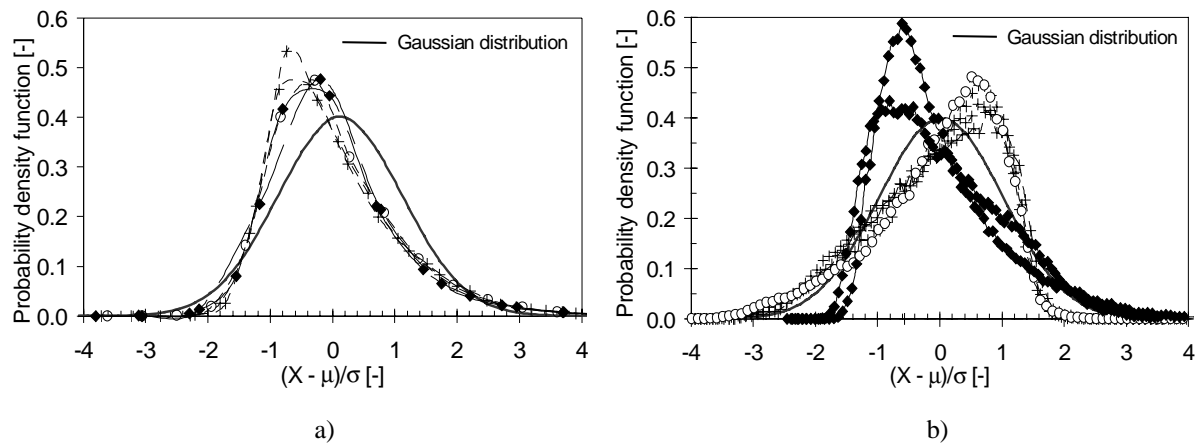 0.6
0.5
0.4
0.3
0.2
0.1
0.0
Probability density function [-]
Gaussian distribution
-4 -3 -2 -1 0 1 2 3 4
(X - μ)/σ [-]
a)
0.6
0.5
0.4
0.3
0.2
0.1
0.0
Probability density function [-]
Gaussian distribution
-4 -3 -2 -1 0 1 2 3 4
(X - μ)/σ [-]
b)